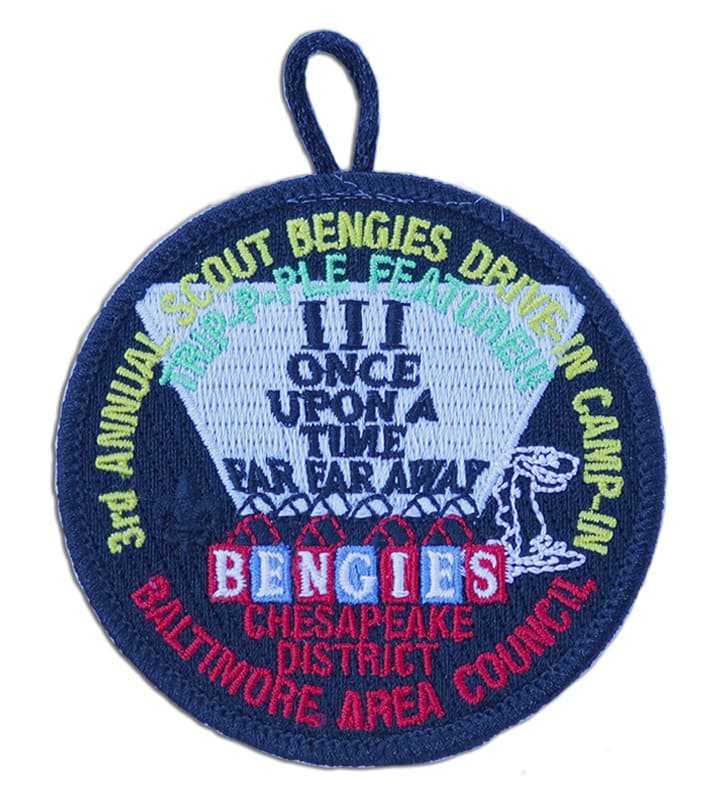 3rd ANNUAL SCOUT BENGIES DRIVE-IN CAMP-IN
TRIP-P-PLE FEATURE!!!
III
ONCE
UPON A
TIME
FAR FAR AWAY
BENGIES
CHESAPEAKE
DISTRICT
BALTIMORE AREA COUNCIL